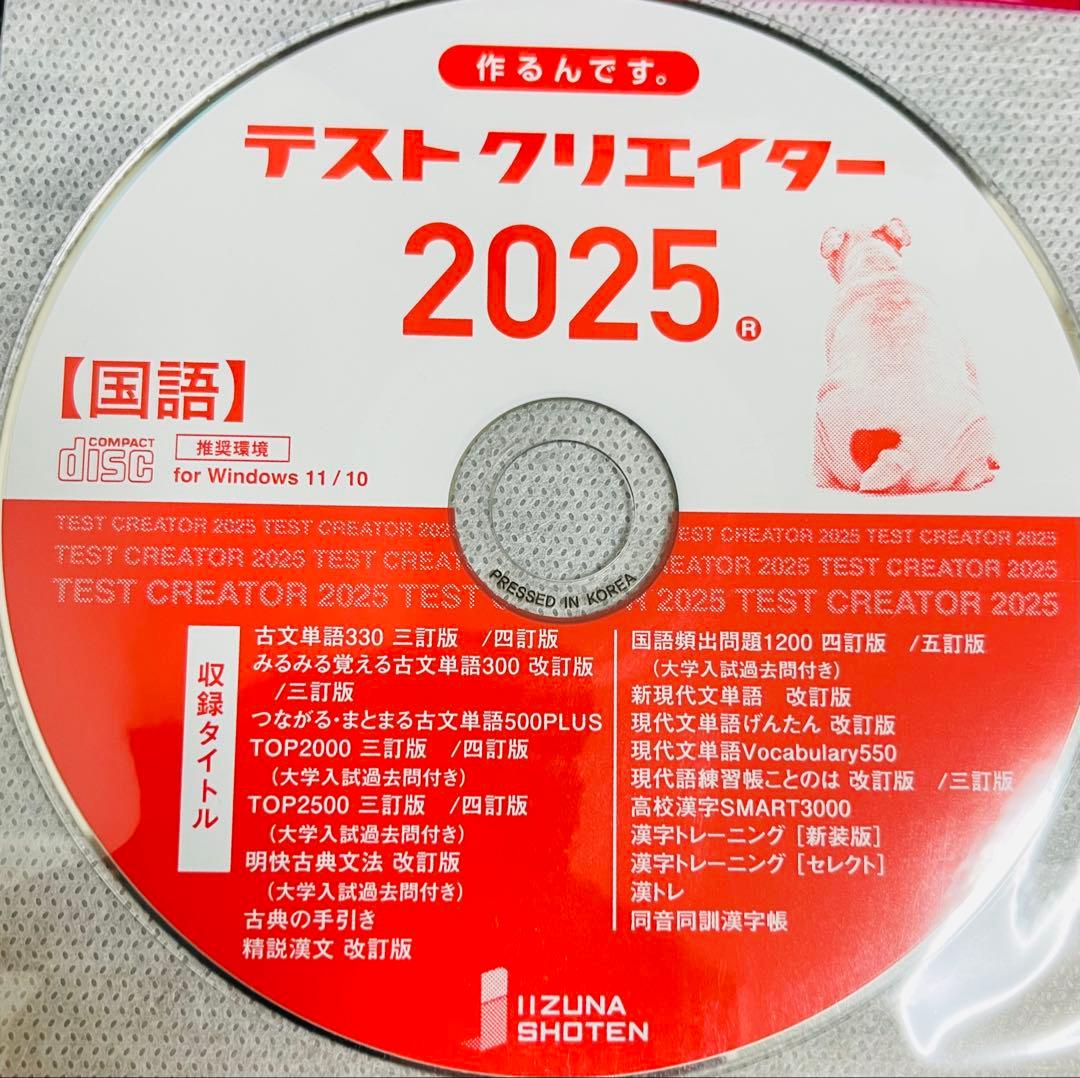 作るんです。
テストクリエイター
2025®
【国語】
COMPACT disc
推奨環境
for Windows 11 / 10
TEST CREATOR 2025 TEST CREATOR 202
TEST CREATOR 2025 TEST CREATOR 2025
TEST CREATOR 2025 TEST CREA
EATOR 2025 TEST CREATOR 2025
TEST CREATOR 2025 TEST
CREATOR 2025 TEST CREATOR 2025
PRESSED IN KOREA
収録タイトル
古文単語330 三訂版 /四訂版
みるみる覚える古文単語300 改訂版
/三訂版
つながる・まとまる古文単語500PLUS
TOP2000 三訂版 /四訂版
(大学入試過去問付き)
TOP2500 三訂版 /四訂版
(大学入試過去問付き)
明快古典文法 改訂版
(大学入試過去問付き)
古典の手引き
精説漢文 改訂版
国語頻出問題1200 四訂版 /五訂版
(大学入試過去問付き)
新現代文単語 改訂版
現代文単語げんたん 改訂版
現代文単語Vocabulary550
現代語練習帳ことのは 改訂版 /三訂版
高校漢字SMART3000
漢字トレーニング [新装版]
漢字トレーニング [セレクト]
漢トレ
同音同訓漢字帳
IIZUNA
SHOTEN